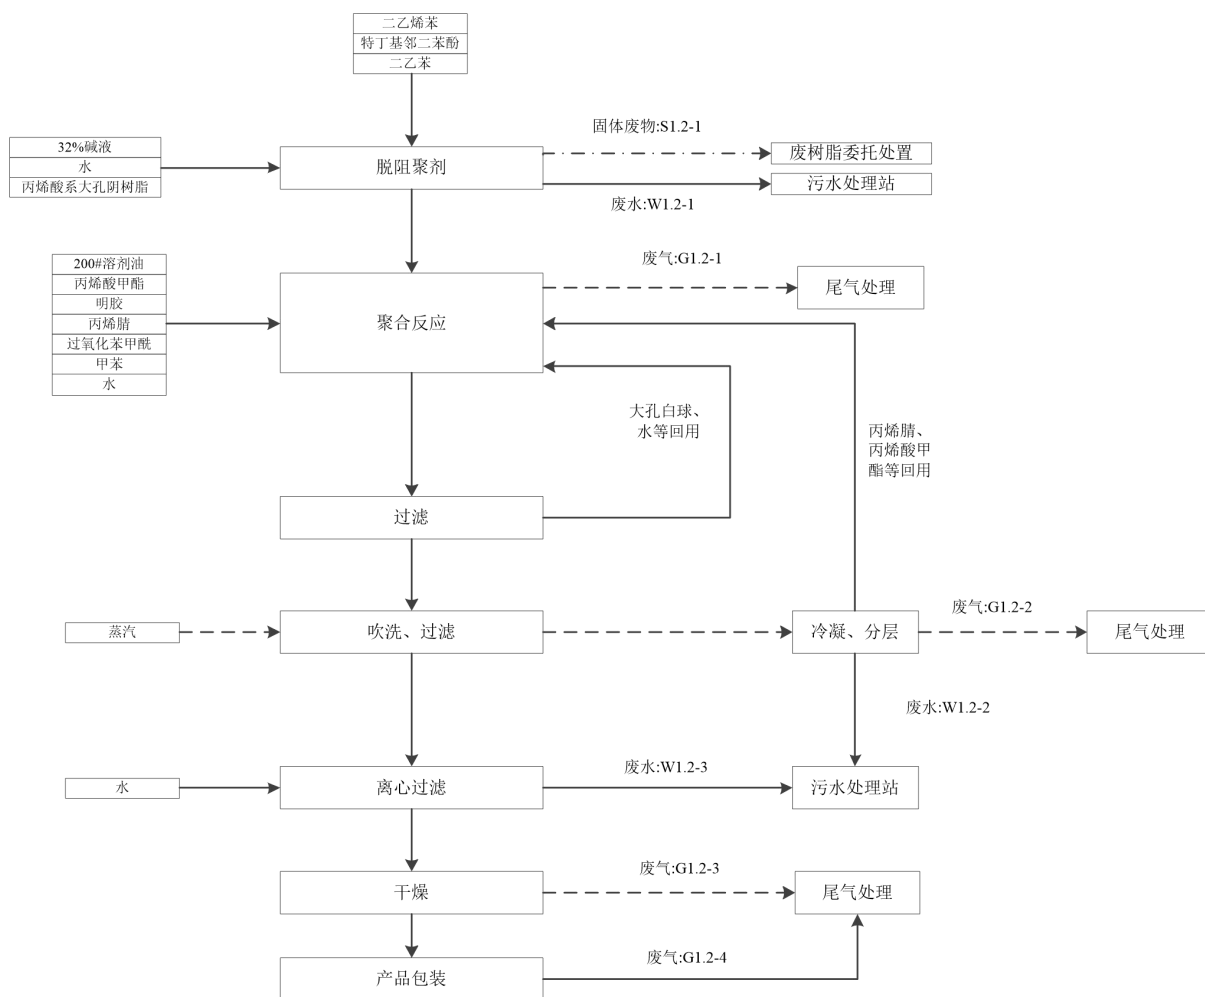 二乙烯苯
特丁基邻二苯酚
二乙苯
固体废物:S1.2-1
32%碱液
水
丙烯酸系大孔阴树脂
脱阻聚剂
废树脂委托处置
污水处理站
废水:W1.2-1
200#溶剂油
丙烯酸甲酯
明胶
丙烯腈
过氧化苯甲酰
甲苯
水
废气:G1.2-1
尾气处理
聚合反应
大孔白球、
水等回用
丙烯腈、
丙烯酸甲
酯等回用
过滤
蒸汽
吹洗、过滤
冷凝、分层
废气:G1.2-2
尾气处理
废水:W1.2-2
水
离心过滤
废水:W1.2-3
污水处理站
干燥
废气:G1.2-3
尾气处理
产品包装
废气:G1.2-4